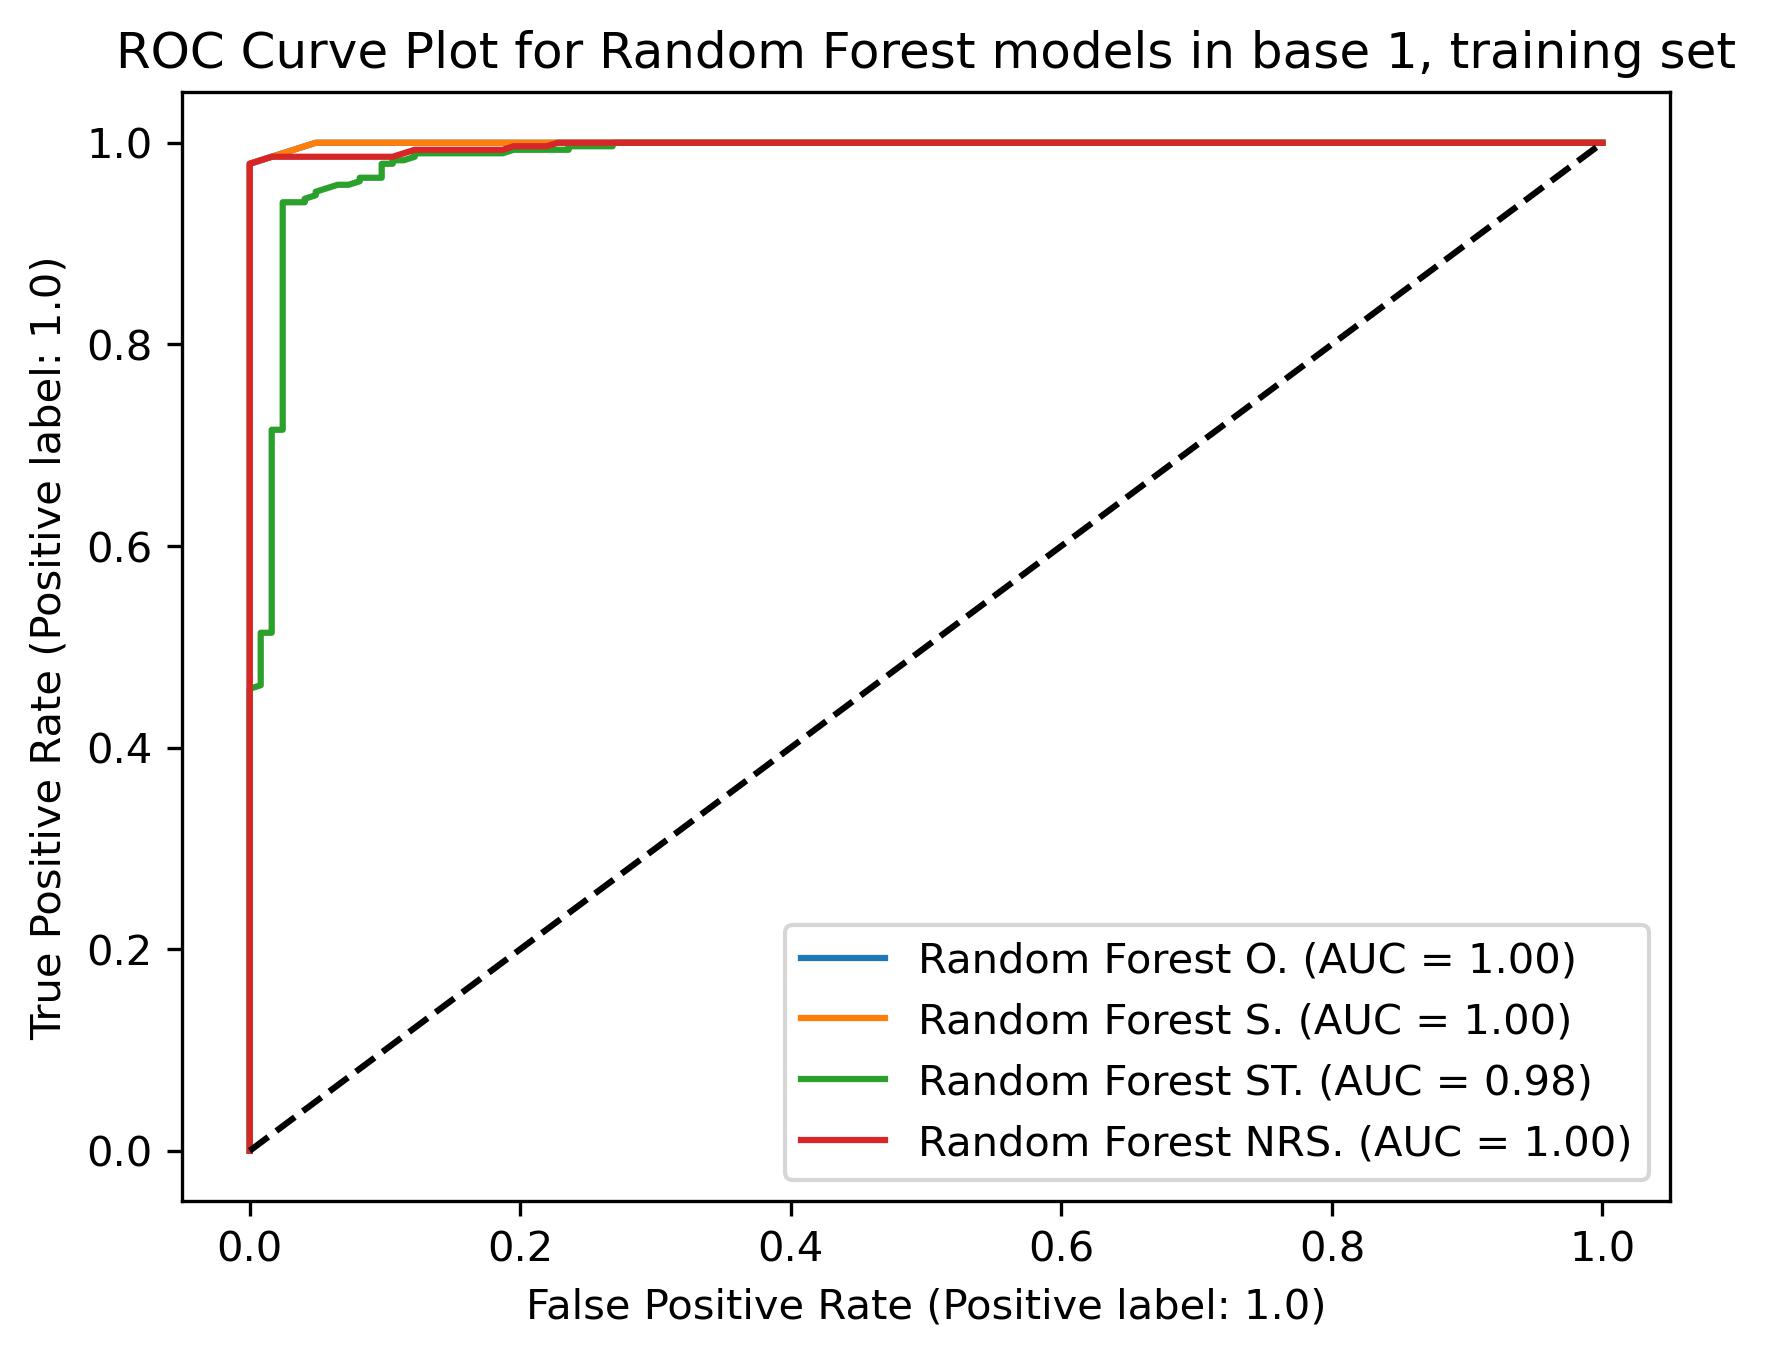 ROC Curve Plot for Random Forest models in base 1, training set
True Positive Rate (Positive label: 1.0)
1.0
0.8
0.6
0.4
0.2
0.0
Random Forest O. (AUC = 1.00)
Random Forest S. (AUC = 1.00)
Random Forest ST. (AUC = 0.98)
Random Forest NRS. (AUC = 1.00)
0.0 0.2 0.4 0.6 0.8 1.0
False Positive Rate (Positive label: 1.0)